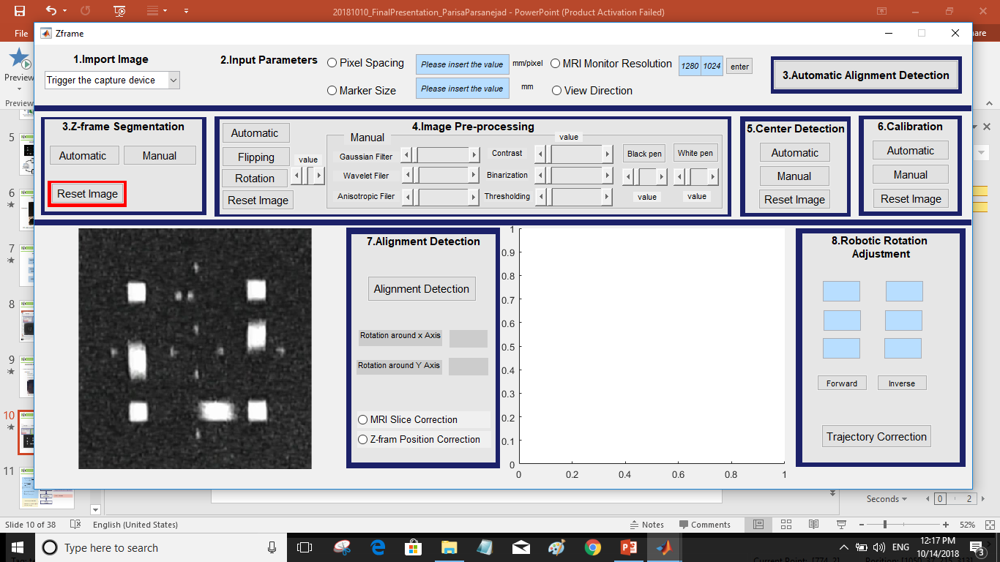 20181010_FinalPresentation_ParisaParsanejad - PowerPoint (Product Activation Failed)
File
Zframe
Preview
Preview
1.Import Image
Trigger the capture device
2.Input Parameters
Pixel Spacing
Please insert the value
mm/pixel
MRI Monitor Resolution
1280
1024
enter
Marker Size
Please insert the value
mm
View Direction
3.Automatic Alignment Detection
3.Z-frame Segmentation
Automatic
Manual
Reset Image
4.Image Pre-processing
Automatic
Flipping
Rotation
Reset Image
value
Manual
value
Gaussian Filter
Wavelet Filer
Anisotropic Filer
Contrast
Binarization
Thresholding
Black pen
White pen
value
value
5.Center Detection
Automatic
Manual
Reset Image
6.Calibration
Automatic
Manual
Reset Image
5
6
7
8
9
10
11
7.Alignment Detection
Alignment Detection
Rotation around x Axis
Rotation around Y Axis
MRI Slice Correction
Z-fram Position Correction
1
0.9
0.8
0.7
0.6
0.5
0.4
0.3
0.2
0.1
0
0
0.2
0.4
0.6
0.8
1
8.Robotic Rotation
Adjustment
Forward
Inverse
Trajectory Correction
Seconds
0
2
Slide 10 of 38
English (United States)
Notes
Comments
52%
Type here to search
ENG
12:17 PM
10/14/2018
3